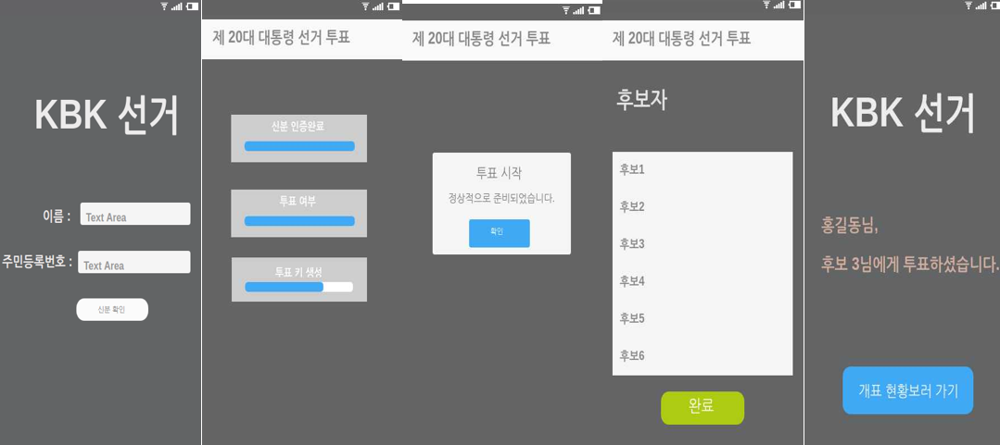 KBK 선거
이름 :
Text Area
주민등록번호 :
Text Area
신분 확인
제 20대 대통령 선거 투표
신분 인증완료
투표 여부
투표 키 생성
제 20대 대통령 선거 투표
투표 시작
정상적으로 준비되었습니다.
확인
제 20대 대통령 선거 투표
후보자
후보1
후보2
후보3
후보4
후보5
후보6
완료
KBK 선거
홍길동님,
후보 3님에게 투표하셨습니다.
개표 현황보러 가기